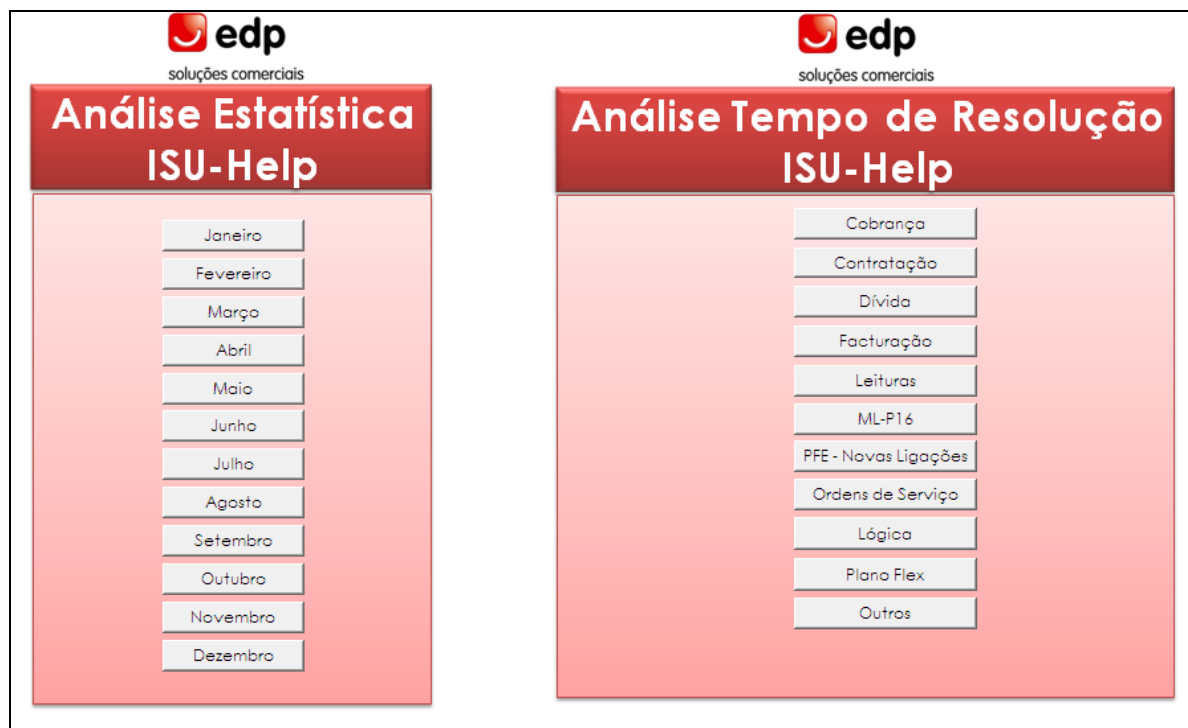 edp
soluções comerciais
Análise Estatística
ISU-Help
Janeiro
Fevereiro
Março
Abril
Maio
Junho
Julho
Agosto
Setembro
Outubro
Novembro
Dezembro
edp
soluções comerciais
Análise Tempo de Resolução
ISU-Help
Cobrança
Contratação
Dívida
Facturação
Leituras
ML-P16
PFE - Novas Ligações
Ordens de Serviço
Lógica
Plano Flex
Outros